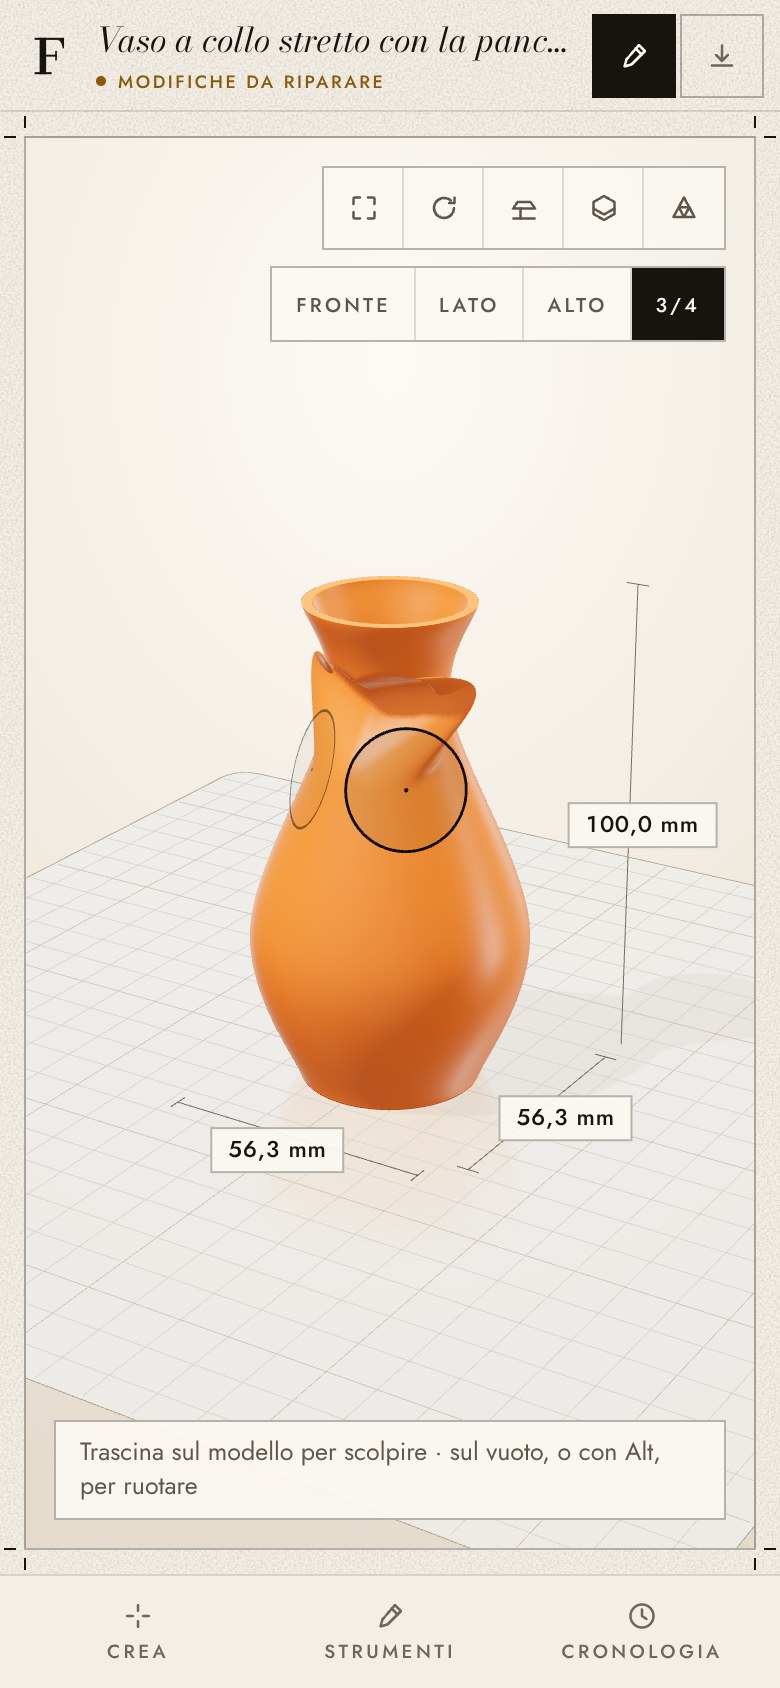 F
Vaso a collo stretto con la panc...
MODIFICHE DA RIPARARE
FRONTE
LATO
ALTO
3/4
100,0 mm
56,3 mm
56,3 mm
Trascina sul modello per scolpire · sul vuoto, o con Alt,
per ruotare
CREA
STRUMENTI
CRONOLOGIA